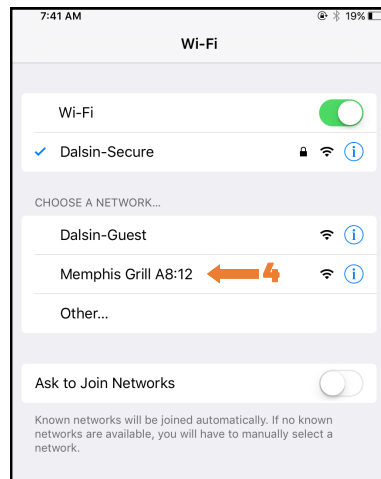 7:41 AM 19%
Wi-Fi
Wi-Fi
Dalsin-Secure
CHOOSE A NETWORK...
Dalsin-Guest
Memphis Grill A8:12 4
Other...
Ask to Join Networks
Known networks will be joined automatically. If no known
networks are available, you will have to manually select a
network.